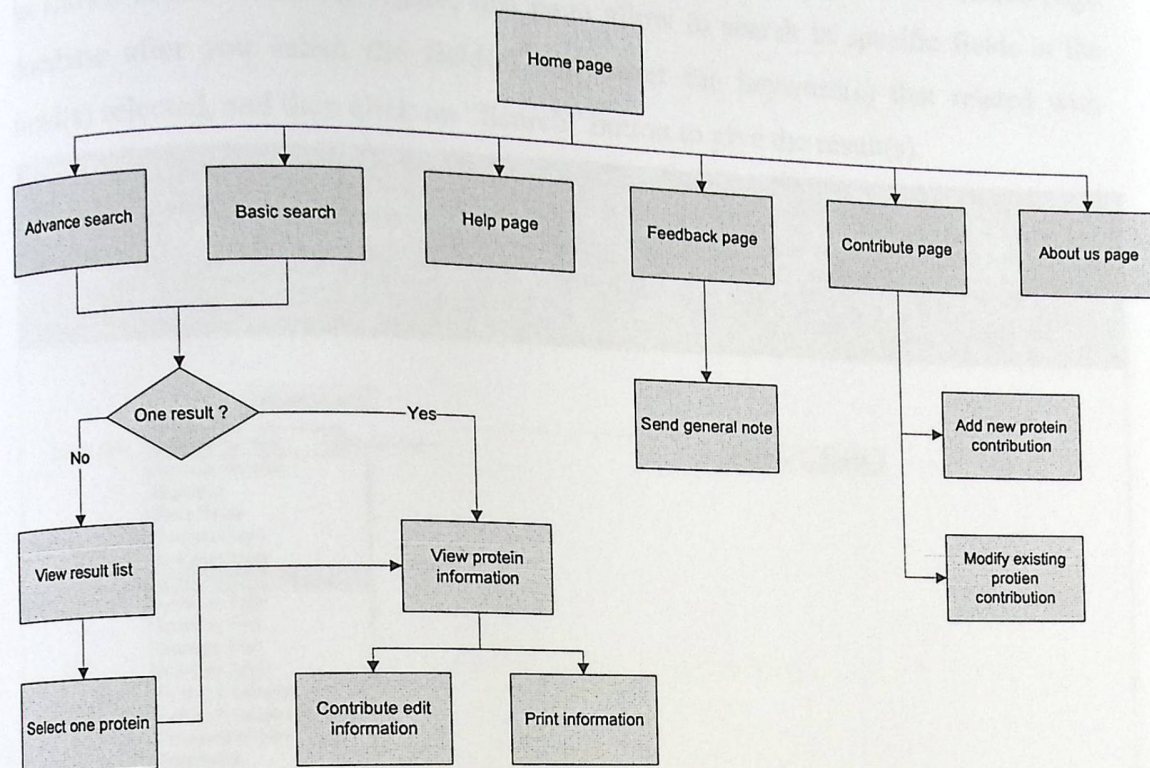 Home page
Advance search
Basic search
Help page
Feedback page
Contribute page
About us page
One result ?
Yes
No
Send general note
Add new protein
contribution
View result list
View protein
information
Modify existing
protien
contribution
Select one protein
Contribute edit
information
Print information